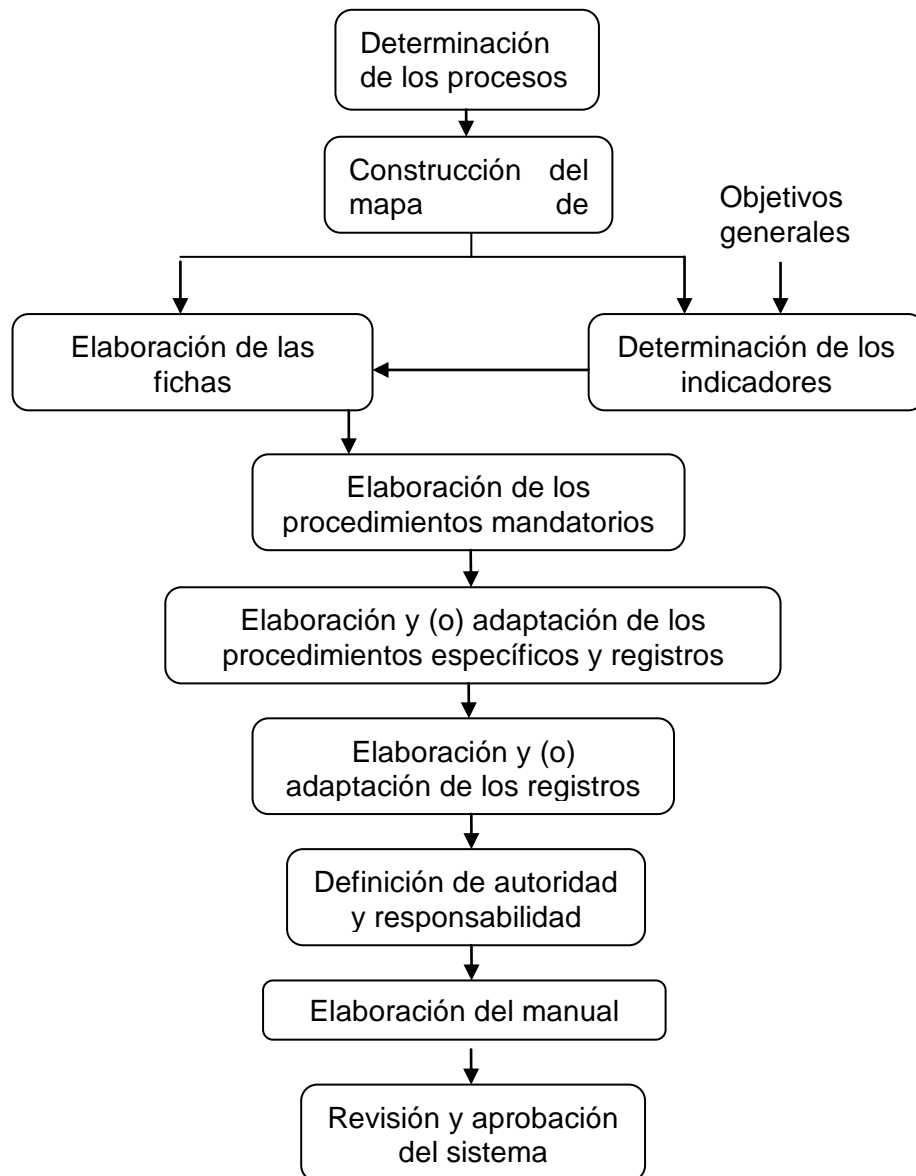 Determinación
de los procesos
Construcción del
mapa de
Objetivos
generales
Elaboración de las
fichas
Determinación de los
indicadores
Elaboración de los
procedimientos mandatorios
Elaboración y (o) adaptación de los
procedimientos específicos y registros
Elaboración y (o)
adaptación de los registros
Definición de autoridad
y responsabilidad
Elaboración del manual
Revisión y aprobación
del sistema